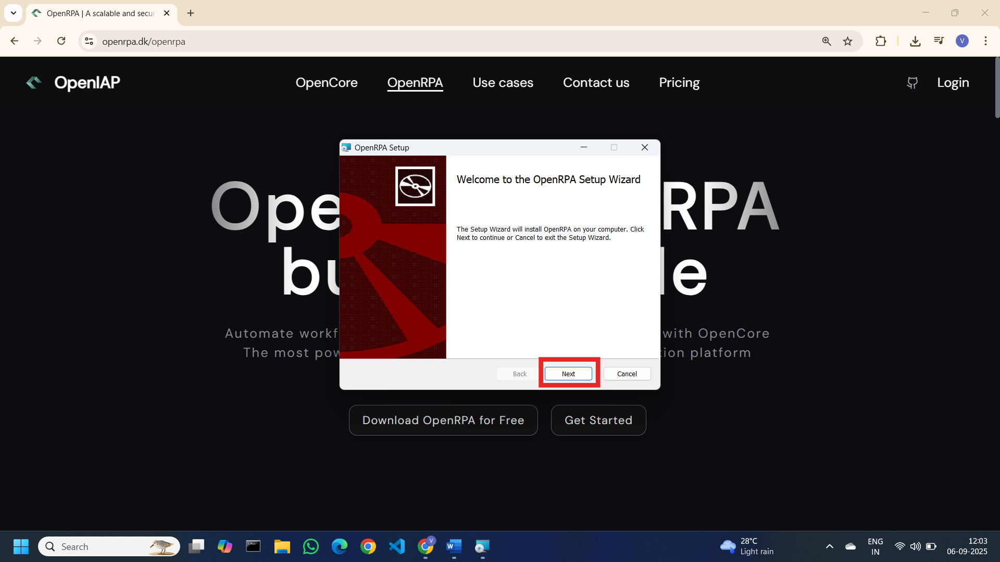 OpenRPA | A scalable and secur
openrpa.dk/openrpa
V
OpenIAP
OpenCore
OpenRPA
Use cases
Contact us
Pricing
Login
OpenRPA Setup
Welcome to the OpenRPA Setup Wizard
The Setup Wizard will install OpenRPA on your computer. Click
Next to continue or Cancel to exit the Setup Wizard.
Back
Next
Cancel
Ope
RPA
bu
le
Automate workf
with OpenCore
The most pow
tion platform
Download OpenRPA for Free
Get Started
Search
V
W
28°C
Light rain
ENG
IN
12:03
06-09-2025